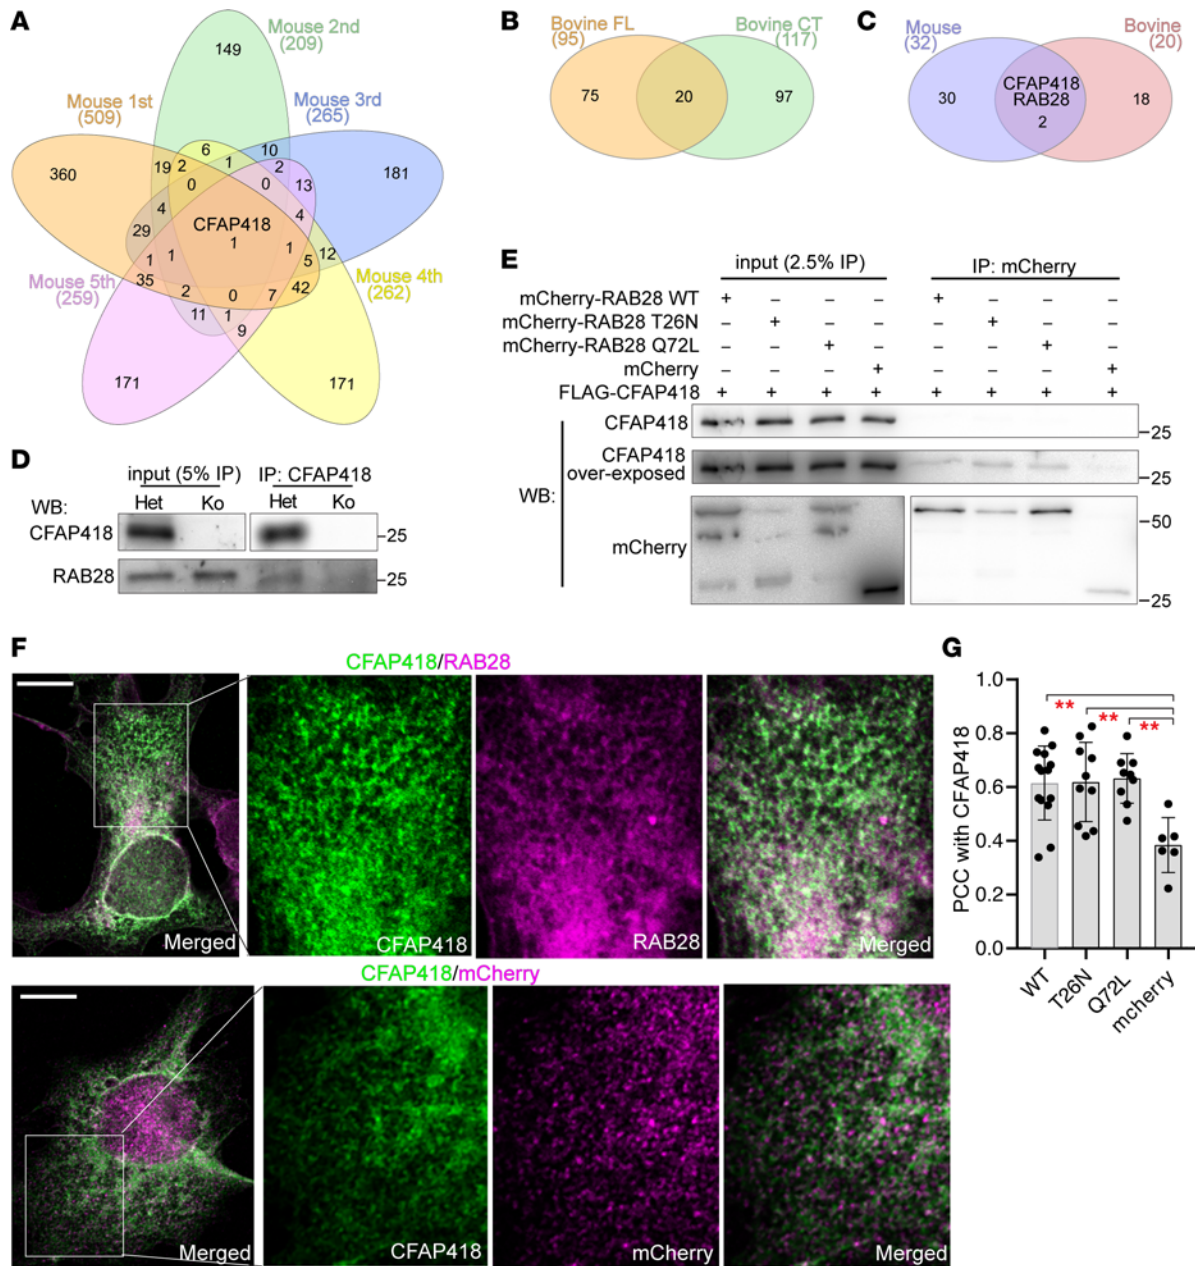 A
Mouse 2nd
(209)
149
Mouse 1st
(509)
Mouse 3rd
(265)
360
19
2
6
1
10
2
181
0
0
13
4
4
29
CFAP418
1
1
1
1
5
12
Mouse 5th
(259)
35
2
0
7
42
Mouse 4th
(262)
11
1
9
171
171
B
Bovine FL
(95)
Bovine CT
(117)
75
20
97
C
Mouse
(32)
Bovine
(20)
30
CFAP418
RAB28
2
18
D
input (5% IP)
IP: CFAP418
WB:
Het
Ko
Het
Ko
CFAP418
–25
RAB28
–25
E
input (2.5% IP)
IP: mCherry
mCherry-RAB28 WT + – – – + – – –
mCherry-RAB28 T26N – + – – – + – –
mCherry-RAB28 Q72L – – + – – – + –
mCherry – – – + – – – +
FLAG-CFAP418 + + + + + + + +
CFAP418
–25
CFAP418
over-exposed
–25
WB:
mCherry
–50
–25
F
CFAP418/RAB28
Merged
CFAP418
RAB28
Merged
CFAP418/mCherry
Merged
CFAP418
mCherry
Merged
G
PCC with CFAP418
1.0
0.8
0.6
0.4
0.2
0.0
** ** **
WT
T26N
Q72L
mcherry